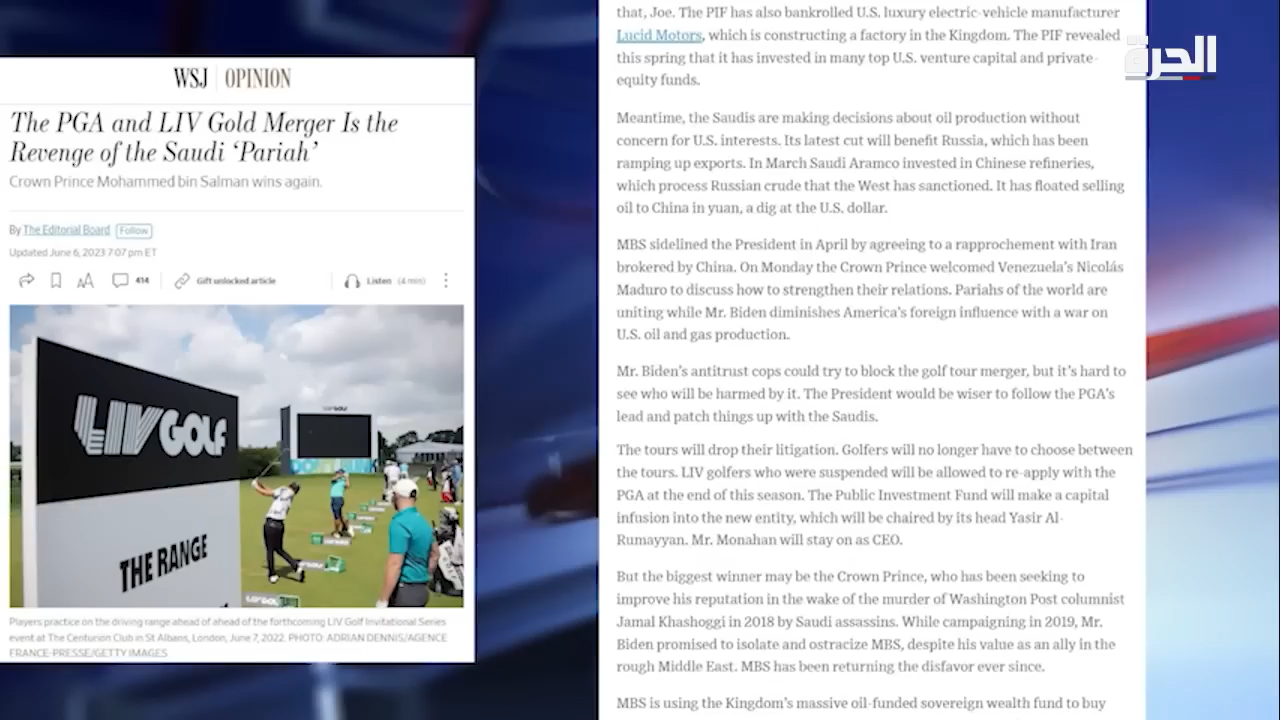 WSJ | OPINION
The PGA and LIV Gold Merger Is the
Revenge of the Saudi ‘Pariah’
Crown Prince Mohammed bin Salman wins again.
By The Editorial Board Follow
Updated June 6, 2023 7:07 pm ET
AA 414 Gift unlocked article Listen (4 min)
LIV GOLF
THE RANGE
LIV GOLF
Players practice on the driving range ahead of ahead of the forthcoming LIV Golf Invitational Series
event at The Centurion Club in St Albans, London, June 7, 2022. PHOTO: ADRIAN DENNIS/AGENCE
FRANCE-PRESSE/GETTY IMAGES
that, Joe. The PIF has also bankrolled U.S. luxury electric-vehicle manufacturer
Lucid Motors, which is constructing a factory in the Kingdom. The PIF revealed
this spring that it has invested in many top U.S. venture capital and private-
equity funds.
Meantime, the Saudis are making decisions about oil production without
concern for U.S. interests. Its latest cut will benefit Russia, which has been
ramping up exports. In March Saudi Aramco invested in Chinese refineries,
which process Russian crude that the West has sanctioned. It has floated selling
oil to China in yuan, a dig at the U.S. dollar.
MBS sidelined the President in April by agreeing to a rapprochement with Iran
brokered by China. On Monday the Crown Prince welcomed Venezuela’s Nicolás
Maduro to discuss how to strengthen their relations. Pariahs of the world are
uniting while Mr. Biden diminishes America’s foreign influence with a war on
U.S. oil and gas production.
Mr. Biden’s antitrust cops could try to block the golf tour merger, but it’s hard to
see who will be harmed by it. The President would be wiser to follow the PGA’s
lead and patch things up with the Saudis.
The tours will drop their litigation. Golfers will no longer have to choose between
the tours. LIV golfers who were suspended will be allowed to re-apply with the
PGA at the end of this season. The Public Investment Fund will make a capital
infusion into the new entity, which will be chaired by its head Yasir Al-
Rumayyan. Mr. Monahan will stay on as CEO.
But the biggest winner may be the Crown Prince, who has been seeking to
improve his reputation in the wake of the murder of Washington Post columnist
Jamal Khashoggi in 2018 by Saudi assassins. While campaigning in 2019, Mr.
Biden promised to isolate and ostracize MBS, despite his value as an ally in the
rough Middle East. MBS has been returning the disfavor ever since.
MBS is using the Kingdom’s massive oil-funded sovereign wealth fund to buy
الحرة